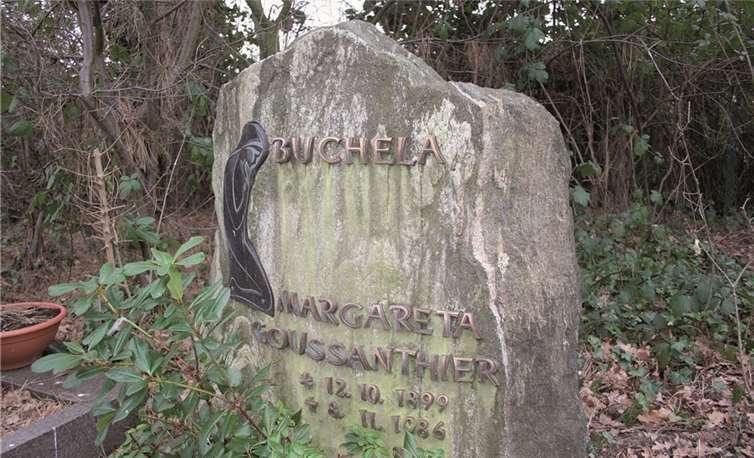 BUCHELA
MARGARETA
GOUSSANTHIER
* 12. 10. 1899
+ 8. 11. 1986